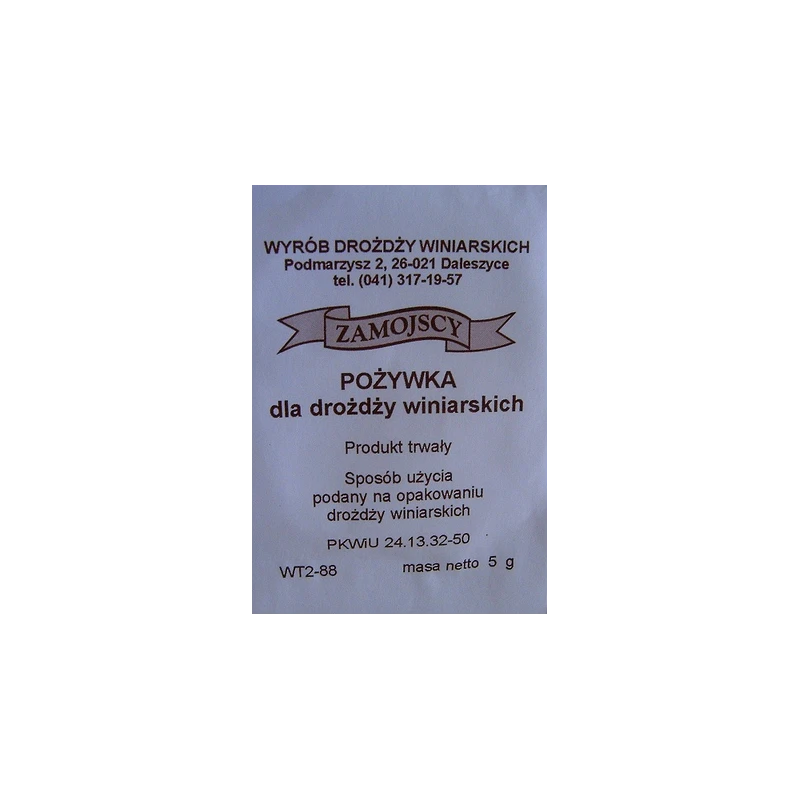 WYRÓB DROŻDŻY WINIARSKICH
Podmarzysz 2, 26-021 Daleszyce
tel. (041) 317-19-57
ZAMOJSCY
POŻYWKA
dla drożdży winiarskich
Produkt trwały
Sposób użycia
podany na opakowaniu
drożdży winiarskich
PKWiU 24.13.32-50
WT2-88 masa netto 5 g